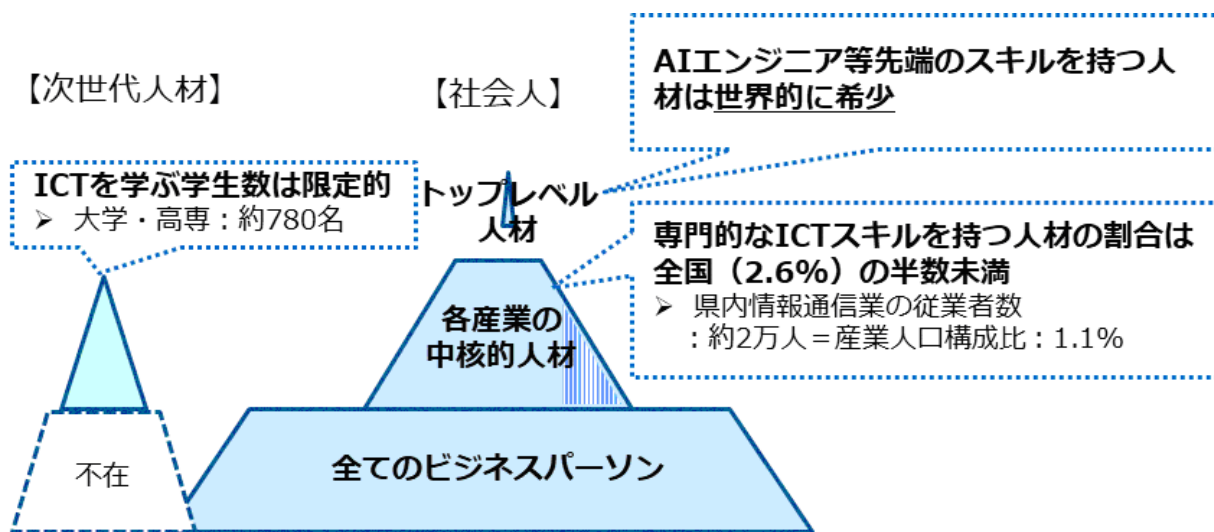 【次世代人材】
【社会人】
AIエンジニア等先端のスキルを持つ人
材は世界的に希少
ICTを学ぶ学生数は限定的
➢ 大学・高専：約780名
トップレベル
人材
専門的なICTスキルを持つ人材の割合は
全国（2.6%）の半数未満
➢ 県内情報通信業の従業者数
：約2万人＝産業人口構成比：1.1%
各産業の
中核的人材
不在
全てのビジネスパーソン